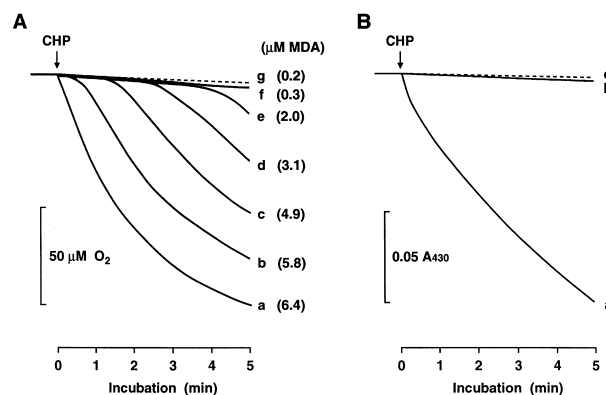 A
CHP
(μM MDA)
g (0.2)
f (0.3)
e (2.0)
d (3.1)
c (4.9)
b (5.8)
a (6.4)
50 μM O2
0 1 2 3 4 5
Incubation (min)
B
CHP
0.05 A430
0 1 2 3 4 5
Incubation (min)